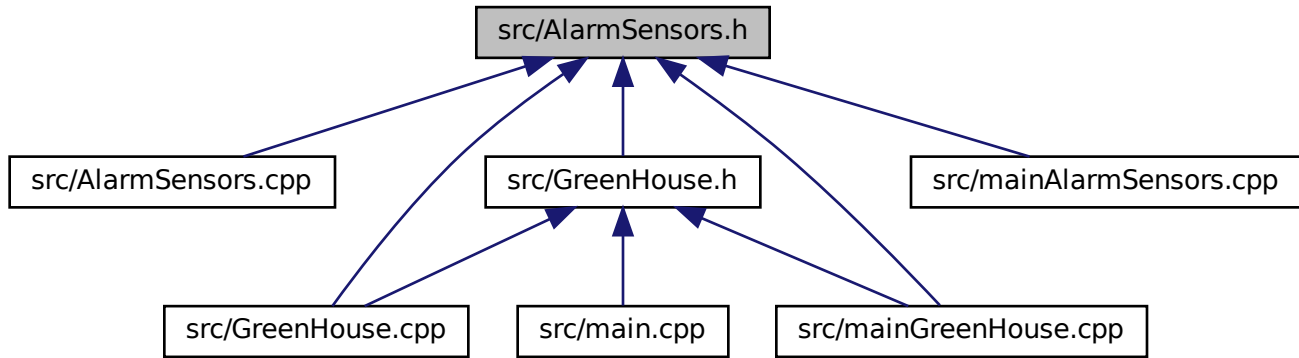 src/AlarmSensors.h
src/AlarmSensors.cpp
src/GreenHouse.h
src/mainAlarmSensors.cpp
src/GreenHouse.cpp
src/main.cpp
src/mainGreenHouse.cpp